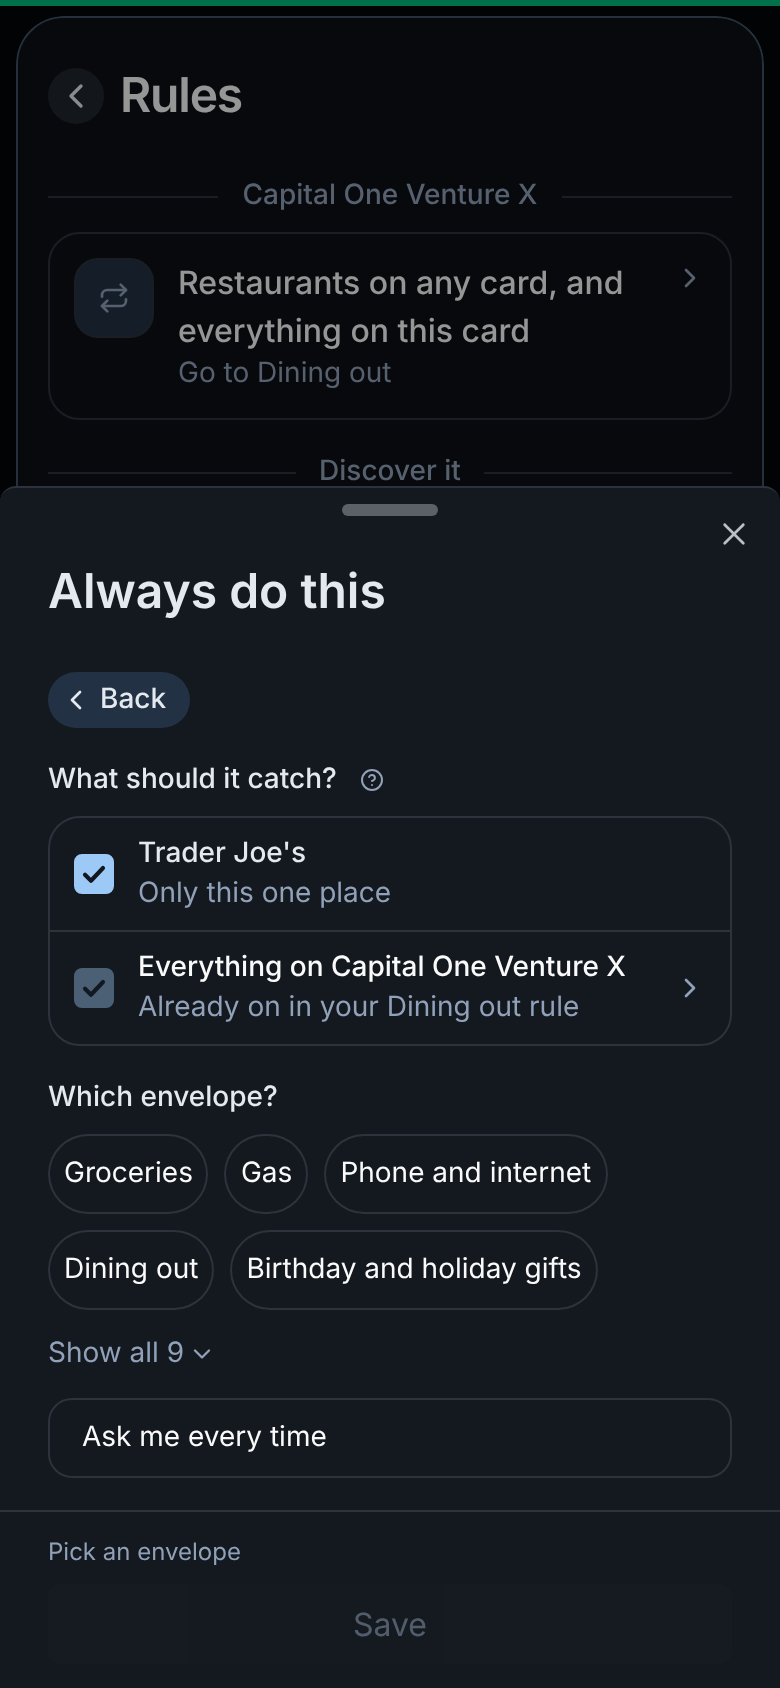 Rules
Capital One Venture X
Restaurants on any card, and
everything on this card
Go to Dining out
Discover it
Always do this
Back
What should it catch?
Trader Joe's
Only this one place
Everything on Capital One Venture X
Already on in your Dining out rule
Which envelope?
Groceries
Gas
Phone and internet
Dining out
Birthday and holiday gifts
Show all 9
Ask me every time
Pick an envelope
Save